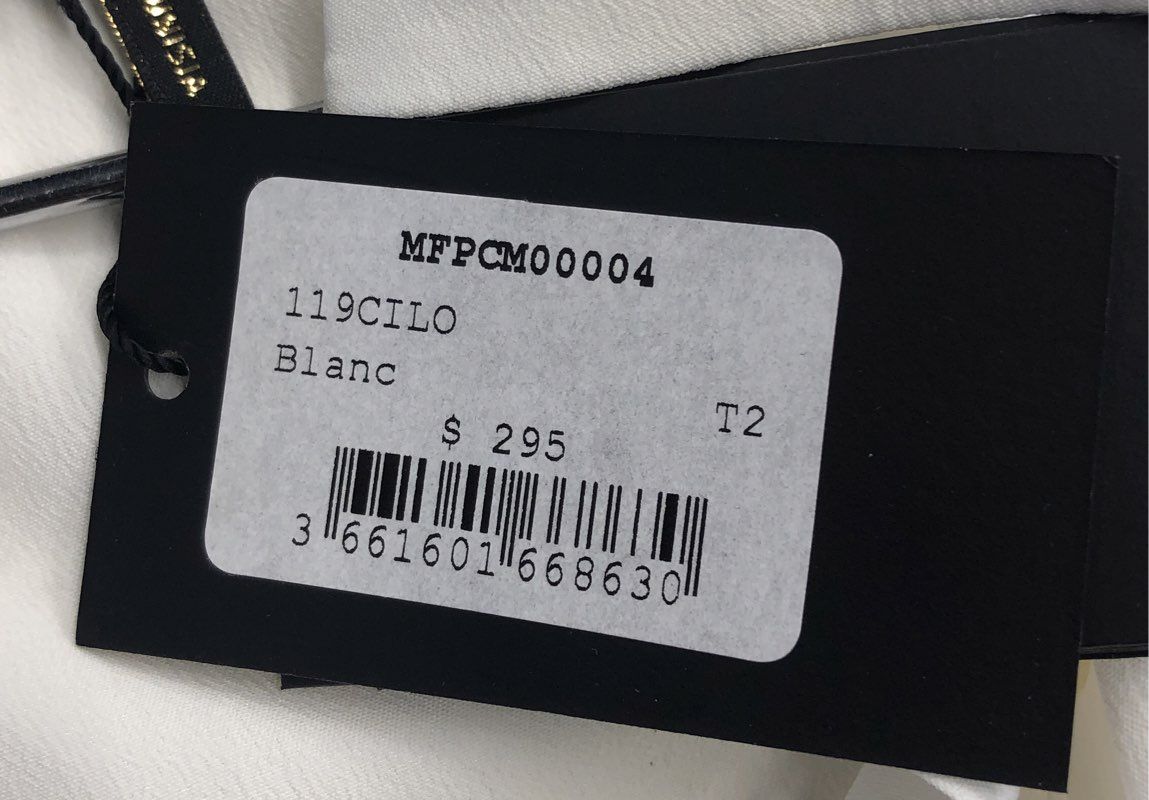 MFPCM00004
119CILO
Blanc
T2
$ 295
3 661601 668630